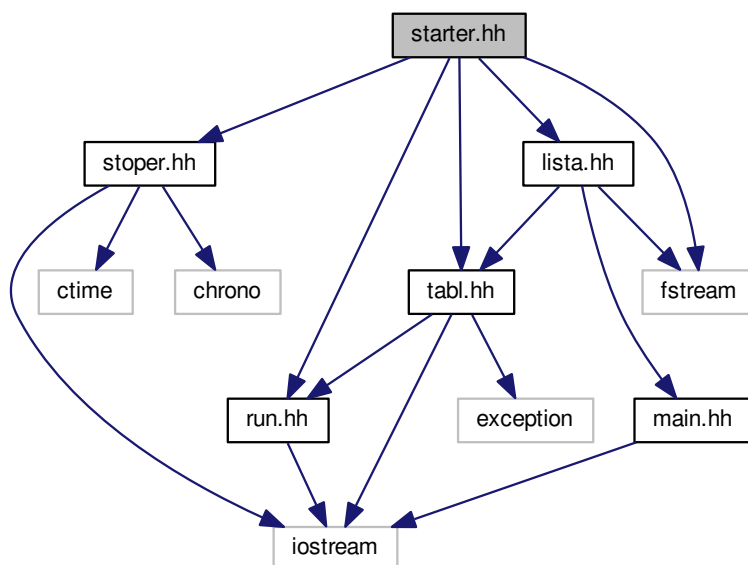 starter.hh
stoper.hh
lista.hh
ctime
chrono
tabl.hh
fstream
run.hh
exception
main.hh
iostream